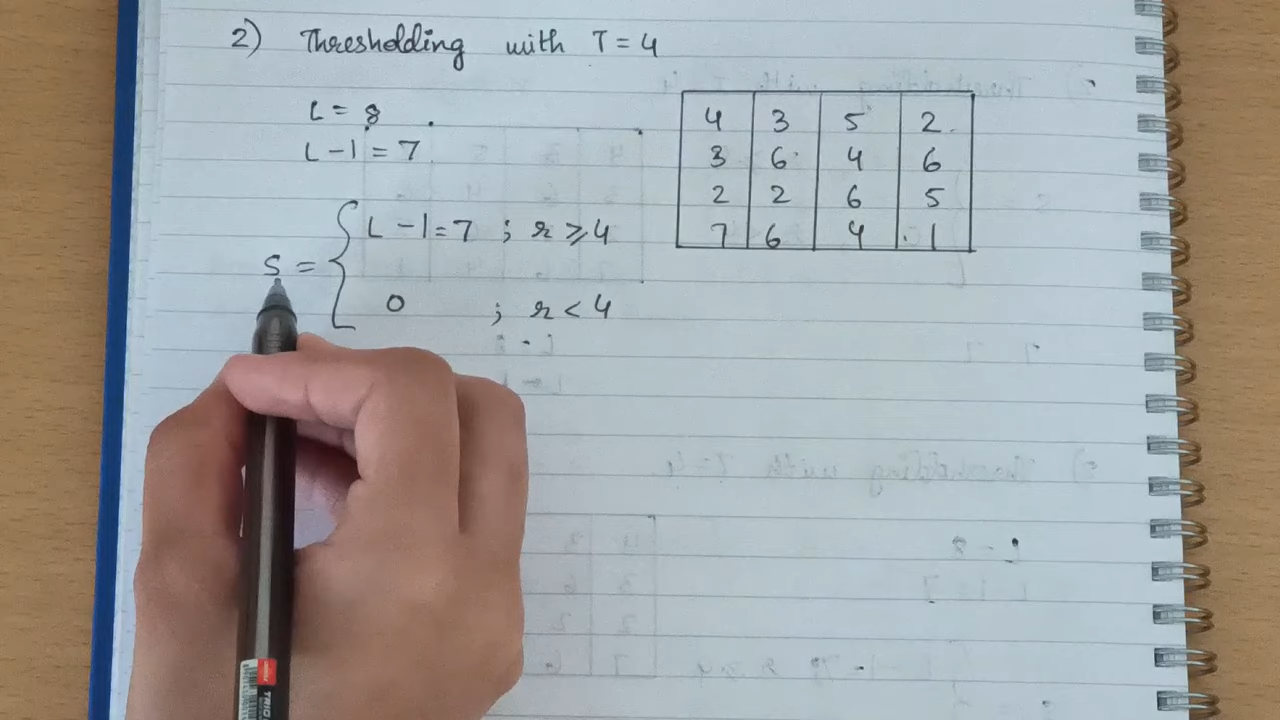 2) Thresholding with T = 4
L = 8
L - 1 = 7
4 3 5 2
3 6 4 6
2 2 6 5
7 6 4 1
S = { L - 1 = 7 ; r ≥ 4
0 ; r < 4